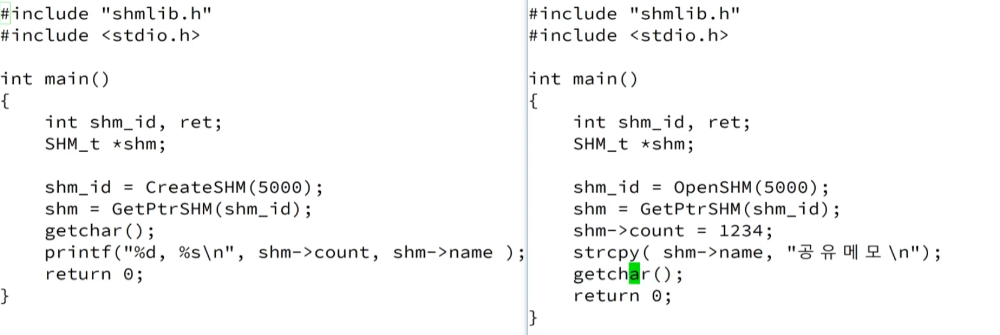 #include "shmlib.h"
#include <stdio.h>
int main()
{
int shm_id, ret;
SHM_t *shm;
shm_id = CreateSHM(5000);
shm = GetPtrSHM(shm_id);
getchar();
printf("%d, %s\n", shm->count, shm->name );
return 0;
}
#include "shmlib.h"
#include <stdio.h>
int main()
{
int shm_id, ret;
SHM_t *shm;
shm_id = OpenSHM(5000);
shm = GetPtrSHM(shm_id);
shm->count = 1234;
strcpy( shm->name, "공유메모\n");
getchar();
return 0;
}